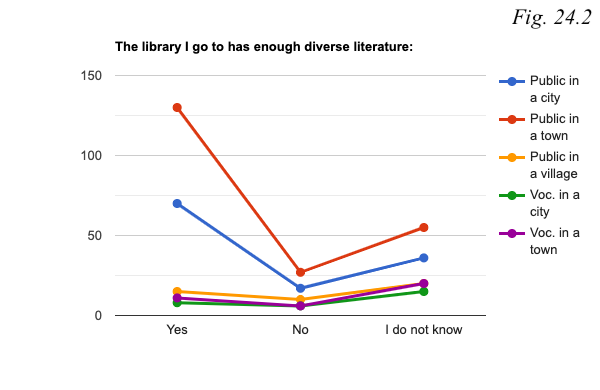 Fig. 24.2
The library I go to has enough diverse literature:
150
100
50
0
Yes
No
I do not know
Public in
a city
Public in
a town
Public in
a village
Voc. in a
city
Voc. in a
town